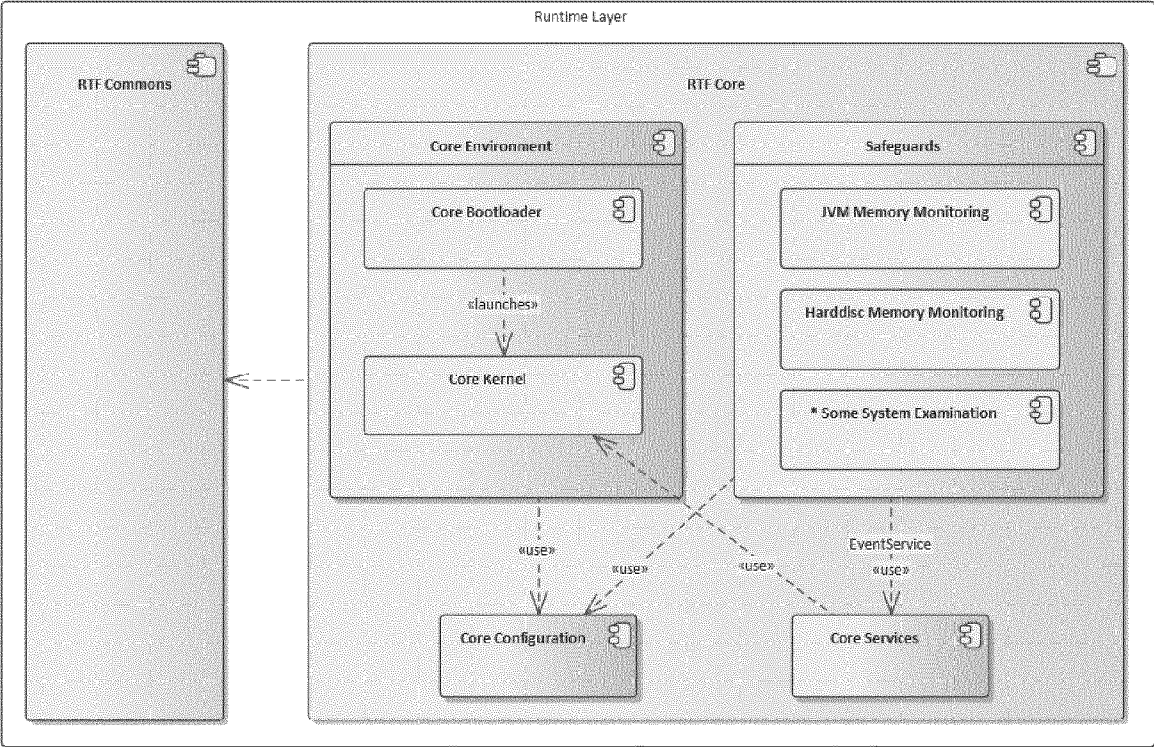 Runtime Layer
RTF Commons
RTF Core
Core Environment
Safeguards
Core Bootloader
JVM Memory Monitoring
«launches»
Harddisc Memory Monitoring
Core Kernel
* Some System Examination
EventService
«use»
«use»
«use»
«use»
Core Configuration
Core Services